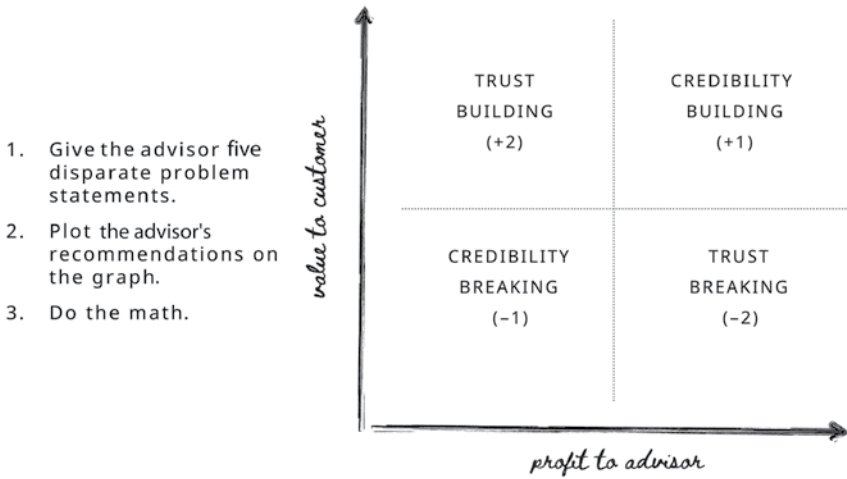 1. Give the advisor five
disparate problem
statements.
2. Plot the advisor's
recommendations on
the graph.
3. Do the math.
value to customer
TRUST
BUILDING
(+2)
CREDIBILITY
BUILDING
(+1)
CREDIBILITY
BREAKING
(–1)
TRUST
BREAKING
(–2)
profit to advisor